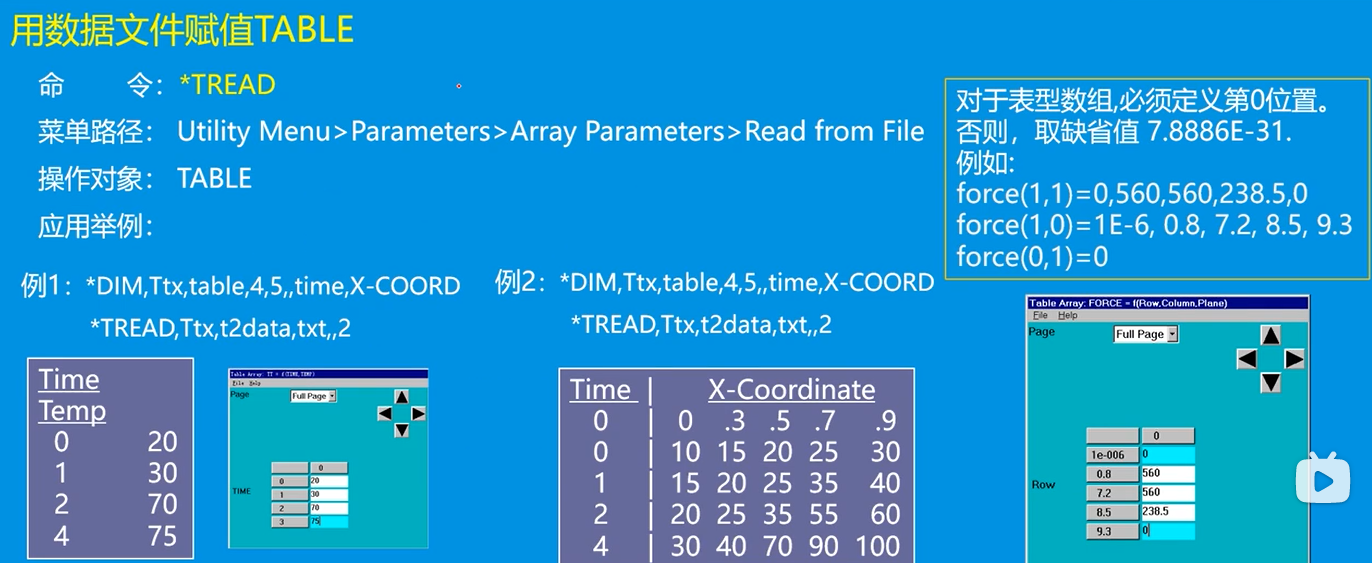 用数据文件赋值TABLE
命 令：*TREAD
菜单路径： Utility Menu>Parameters>Array Parameters>Read from File
操作对象： TABLE
应用举例：
对于表型数组,必须定义第0位置。
否则，取缺省值 7.8886E-31.
例如:
force(1,1)=0,560,560,238.5,0
force(1,0)=1E-6, 0.8, 7.2, 8.5, 9.3
force(0,1)=0
例1：*DIM,Ttx,table,4,5,,time,X-COORD
*TREAD,Ttx,t2data,txt,,2
Time
Temp
0 20
1 30
2 70
4 75
Table Array: TT = f(TIME,TEMP)
File Help
Page Full Page
0
0 20
TIME 1 30
2 70
3 75
例2：*DIM,Ttx,table,4,5,,time,X-COORD
*TREAD,Ttx,t2data,txt,,2
Time | X-Coordinate
0 | 0 .3 .5 .7 .9
0 | 10 15 20 25 30
1 | 15 20 25 35 40
2 | 20 25 35 55 60
4 | 30 40 70 90 100
Table Array: FORCE = f(Row,Column,Plane)
File Help
Page Full Page
0
1e-006 0
0.8 560
Row 7.2 560
8.5 238.5
9.3 0